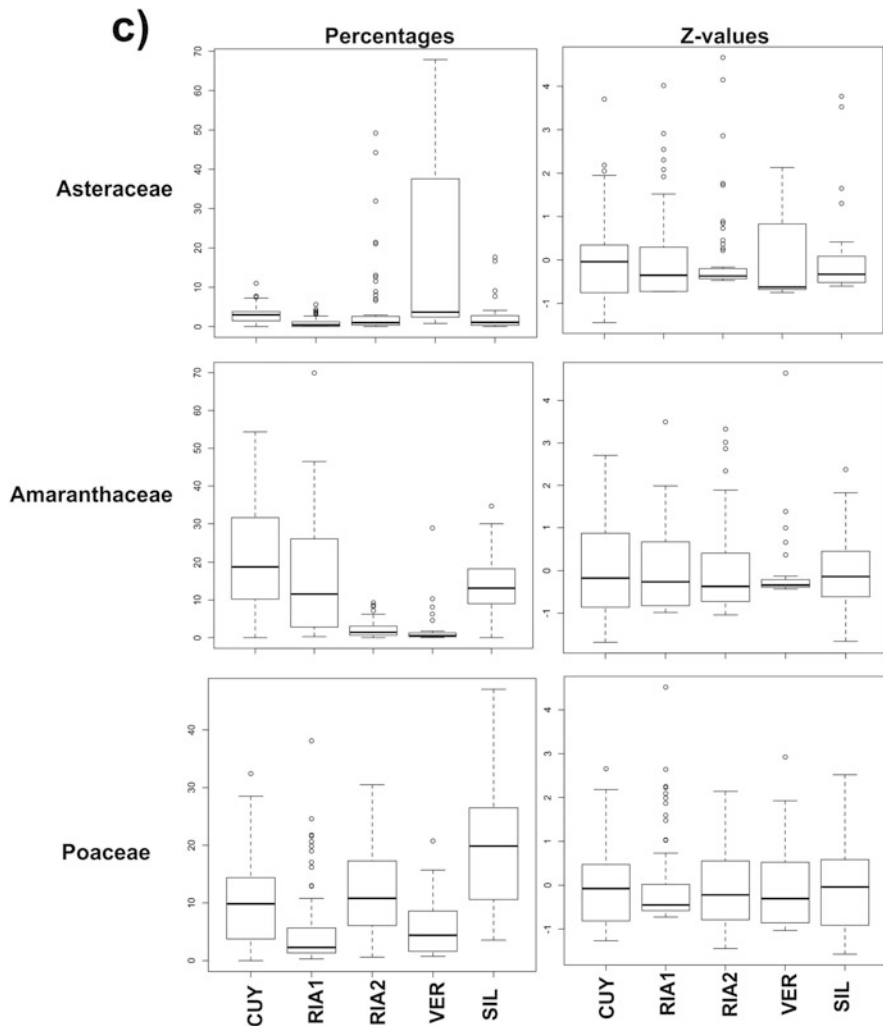 c)
Percentages
Z-values
Asteraceae
0 10 20 30 40 50 60 70
-1 0 1 2 3 4
Amaranthaceae
0 10 20 30 40 50 60 70
-1 0 1 2 3 4
Poaceae
0 10 20 30 40
-1 0 1 2 3 4
CUY RIA1 RIA2 VER SIL
CUY RIA1 RIA2 VER SIL